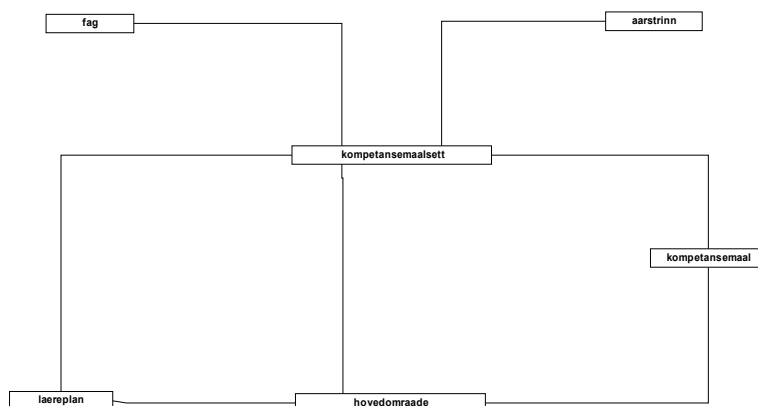 fag
aarstrinn
kompetansemaalsett
kompetansemaal
laereplan
hovedomraade